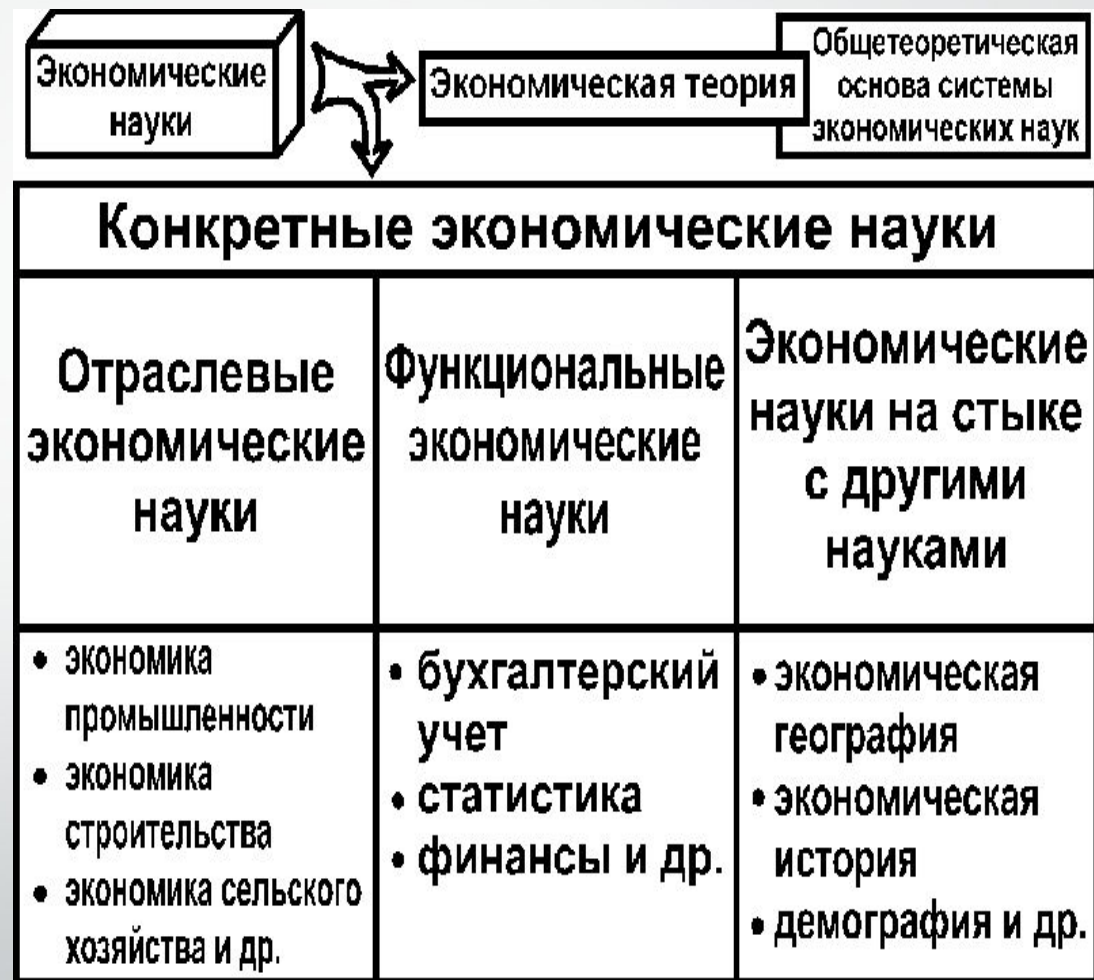 Экономические
науки
Экономическая теория
Общетеоретическая
основа системы
экономических наук
Конкретные экономические науки
Отраслевые
экономические
науки
Функциональные
экономические
науки
Экономические
науки на стыке
с другими
науками
• экономика
промышленности
• экономика
строительства
• экономика сельского
хозяйства и др.
• бухгалтерский
учет
• статистика
• финансы и др.
• экономическая
география
• экономическая
история
• демография и др.